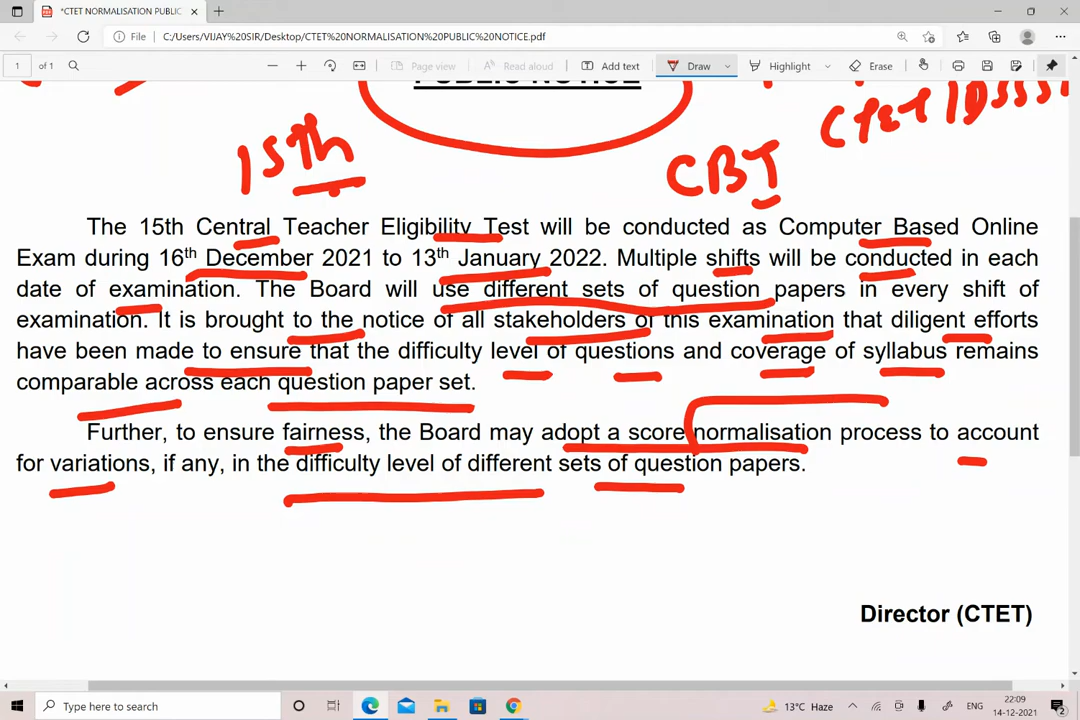 *CTET NORMALISATION PUBLIC
File C:/Users/VIJAY%20SIR/Desktop/CTET%20NORMALISATION%20PUBLIC%20NOTICE.pdf
1 of 1 Page view Read aloud Add text Draw Highlight Erase
PUBLIC NOTICE
15th
CBT
CTET
The 15th Central Teacher Eligibility Test will be conducted as Computer Based Online
Exam during 16th December 2021 to 13th January 2022. Multiple shifts will be conducted in each
date of examination. The Board will use different sets of question papers in every shift of
examination. It is brought to the notice of all stakeholders of this examination that diligent efforts
have been made to ensure that the difficulty level of questions and coverage of syllabus remains
comparable across each question paper set.
Further, to ensure fairness, the Board may adopt a score normalisation process to account
for variations, if any, in the difficulty level of different sets of question papers.
Director (CTET)
Type here to search
13°C Haze ENG 22:09
14-12-2021
2